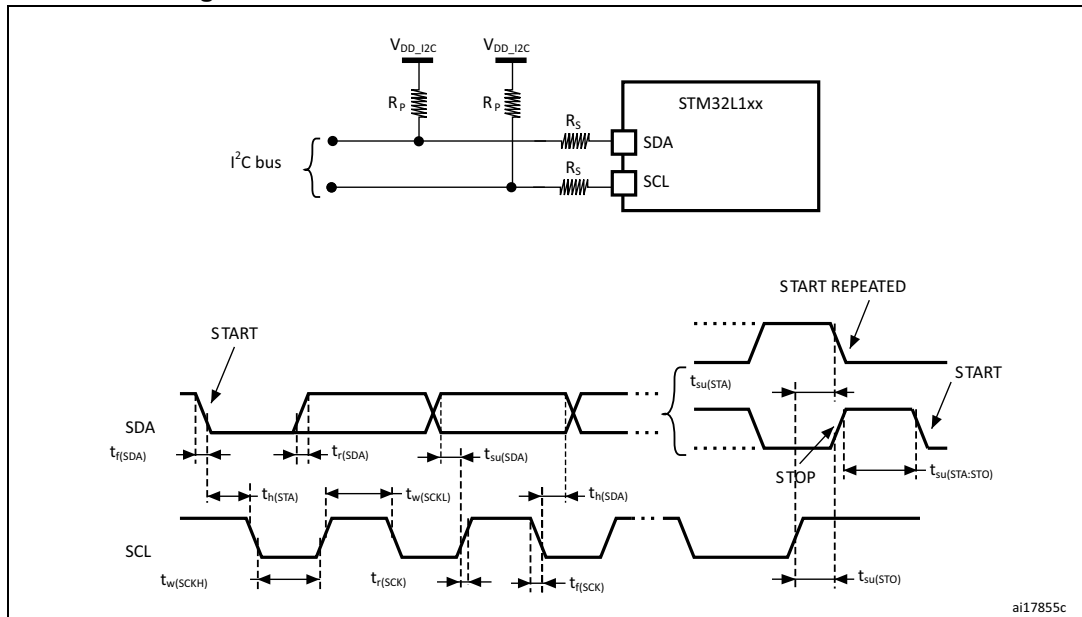 V_DD_I2C V_DD_I2C
R_P R_P STM32L1xx
R_S SDA
I²C bus
R_S SCL
START REPEATED
START
START
t_su(STA)
SDA
t_f(SDA) t_r(SDA) t_su(SDA) STOP t_su(STA:STO)
t_h(STA) t_w(SCKL) t_h(SDA)
SCL
t_w(SCKH) t_r(SCK) t_f(SCK) t_su(STO)
ai17855c